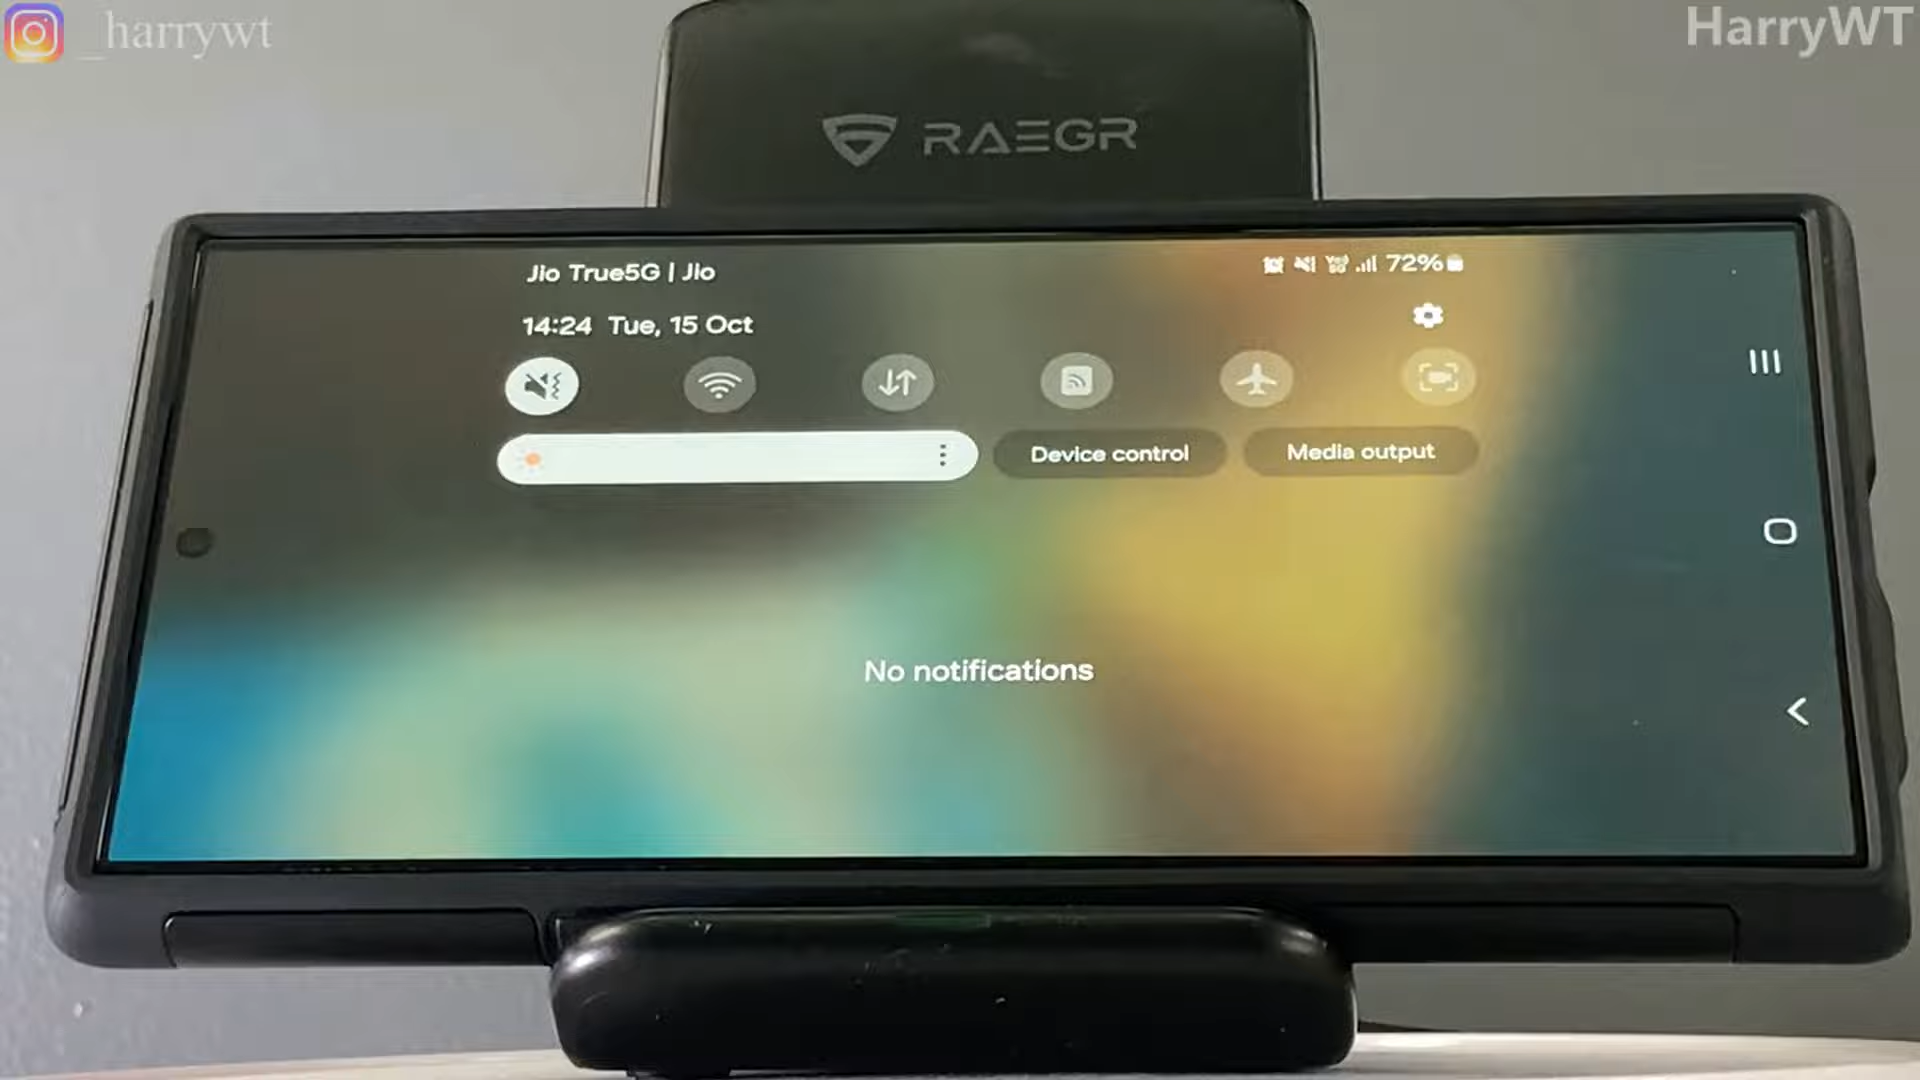 _harrywt
HarryWT
RAEGR
Jio True5G | Jio
72%
14:24 Tue, 15 Oct
Device control
Media output
No notifications